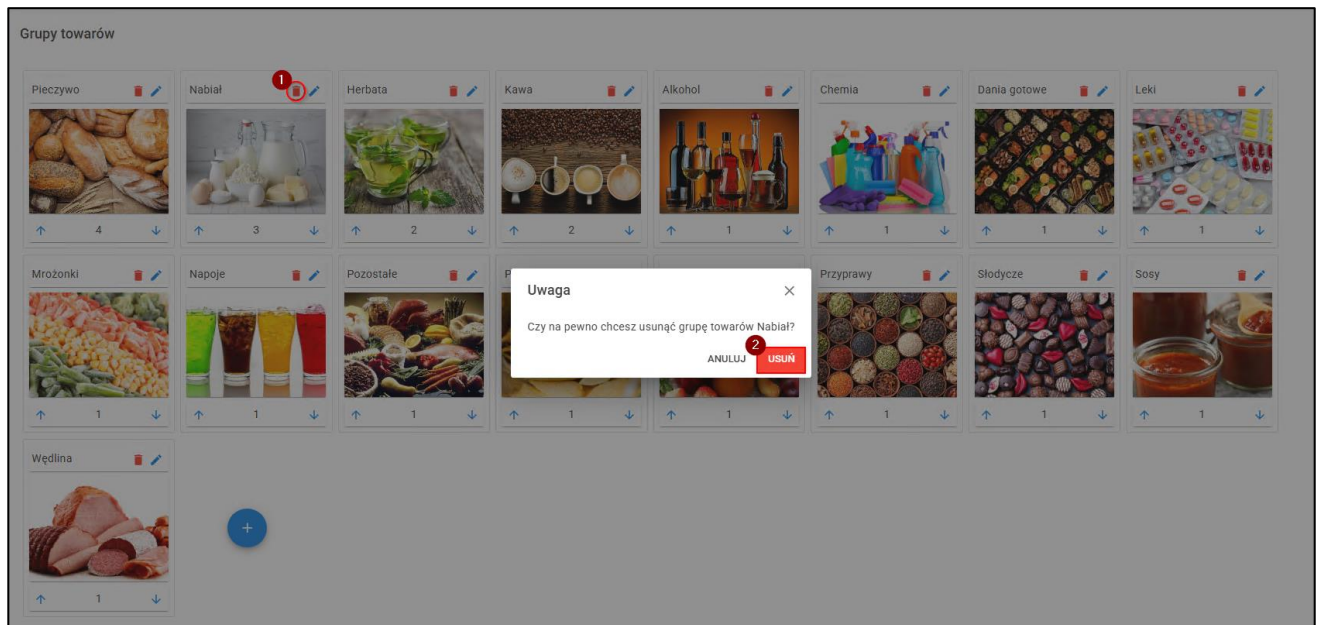 Grupy towarów
1
Pieczywo Nabiał Herbata Kawa Alkohol Chemia Dania gotowe Leki
4 3 2 2 1 1 1 1
Mrożonki Napoje Pozostałe P Przyprawy Słodycze Sosy
Uwaga
Czy na pewno chcesz usunąć grupę towarów Nabiał?
2
ANULUJ USUŃ
1 1 1 1 1 1 1 1
Wędlina
1